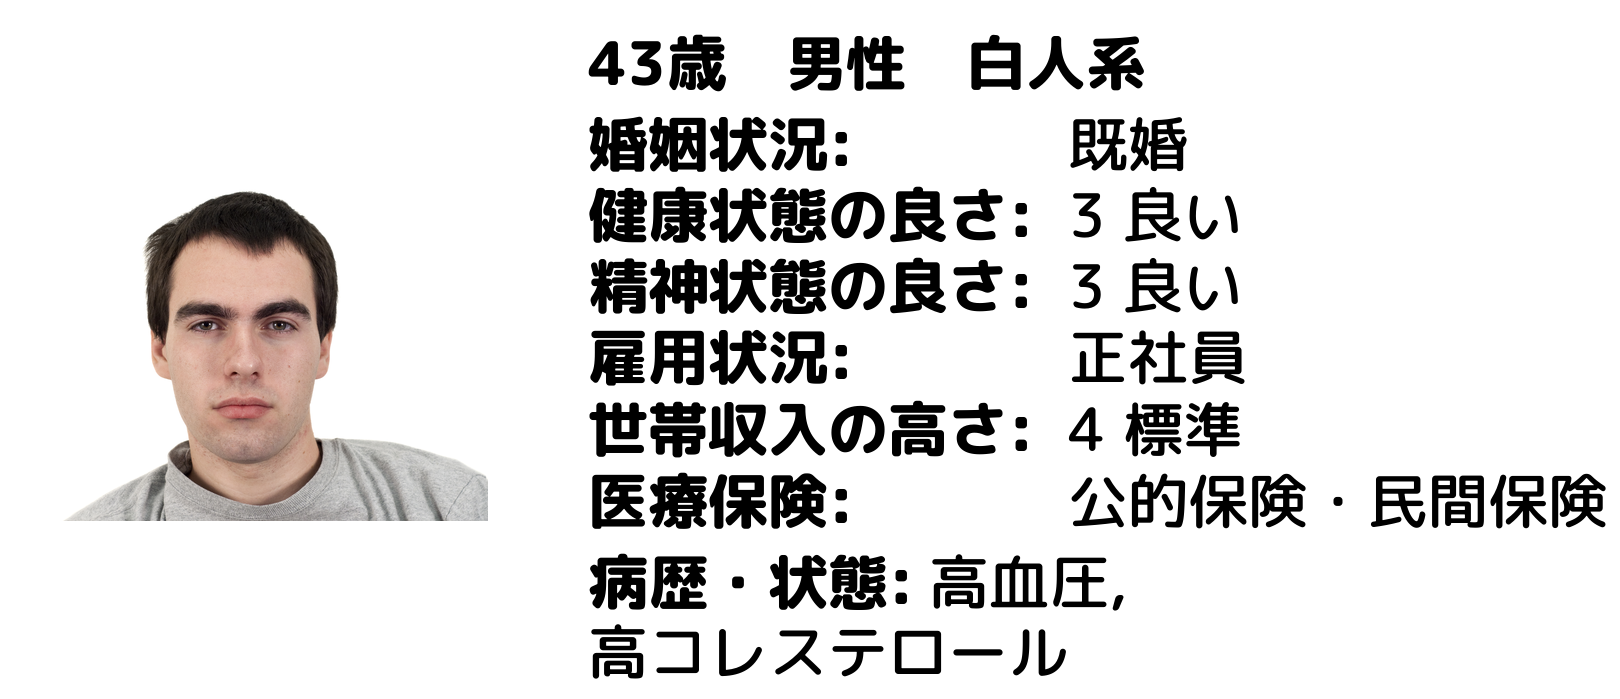 43歳　男性　白人系
婚姻状況: 既婚
健康状態の良さ: 3 良い
精神状態の良さ: 3 良い
雇用状況: 正社員
世帯収入の高さ: 4 標準
医療保険: 公的保険・民間保険
病歴・状態: 高血圧,
高コレステロール